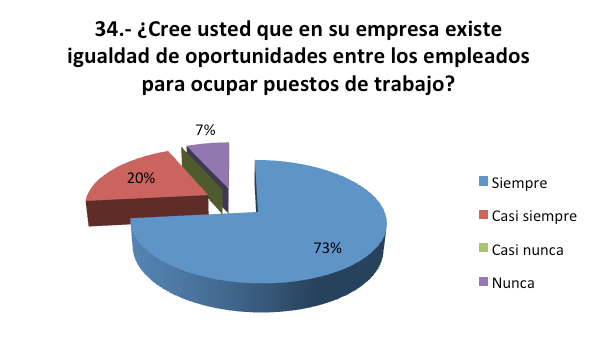 34.- ¿Cree usted que en su empresa existe
igualdad de oportunidades entre los empleados
para ocupar puestos de trabajo?
7%
20%
73%
Siempre
Casi siempre
Casi nunca
Nunca